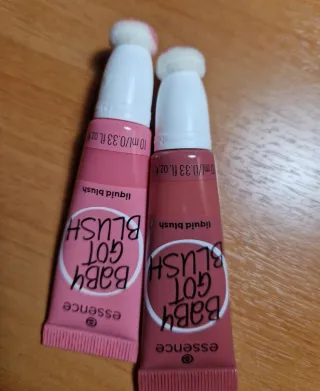 essence
BABY
GOT
BLUSH
liquid blush
10 ml/0.33 fl.oz.
essence
BABY
GOT
BLUSH
liquid blush
10 ml/0.33 fl.oz.